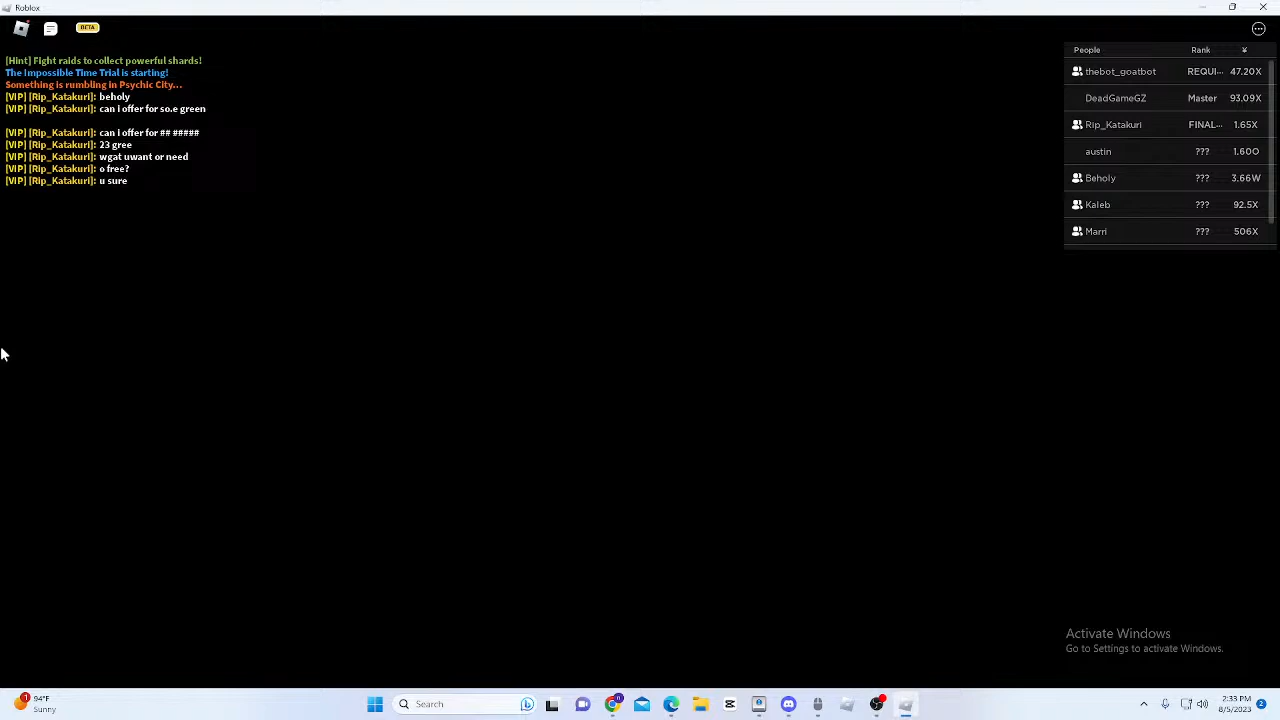 Roblox
BETA
[Hint] Fight raids to collect powerful shards!
The Impossible Time Trial is starting!
Something is rumbling in Psychic City...
[VIP] [Rip_Katakuri]: beholy
[VIP] [Rip_Katakuri]: can i offer for so.e green
[VIP] [Rip_Katakuri]: can i offer for ## #####
[VIP] [Rip_Katakuri]: 23 gree
[VIP] [Rip_Katakuri]: wgat uwant or need
[VIP] [Rip_Katakuri]: o free?
[VIP] [Rip_Katakuri]: u sure
People Rank ¥
thebot_goatbot REQUI... 47.20X
DeadGameGZ Master 93.09X
Rip_Katakuri FINAL... 1.65X
austin ??? 1.60O
Beholy ??? 3.66W
Kaleb ??? 92.5X
Marri ??? 506X
Activate Windows
Go to Settings to activate Windows.
1 94°F
Sunny
Search
2:33 PM
8/5/2023 2